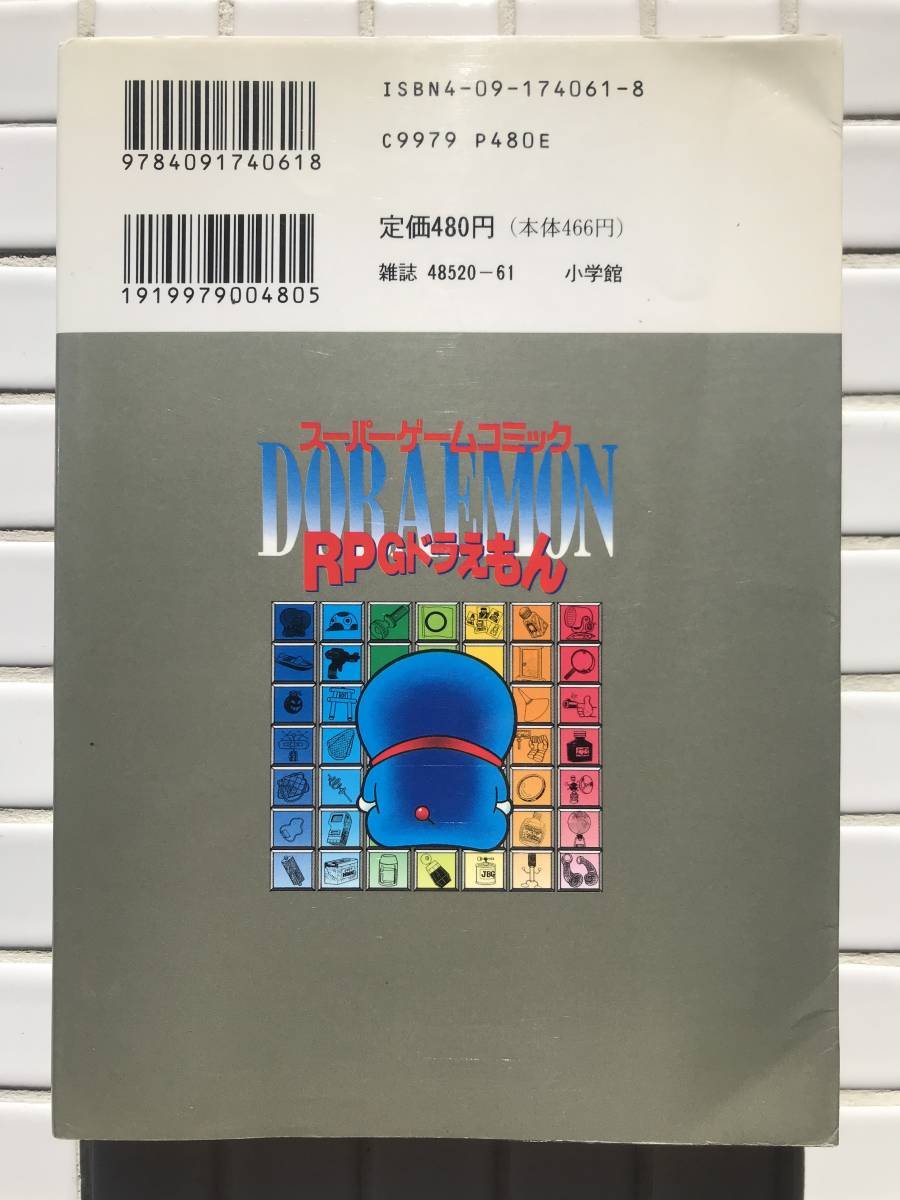 ISBN4-09-174061-8
C9979 P480E
9784091740618
定価480円（本体466円）
雑誌 48520-61 小学館
1919979004805
スーパーゲームコミック
DORAEMON
RPGドラえもん
JBG